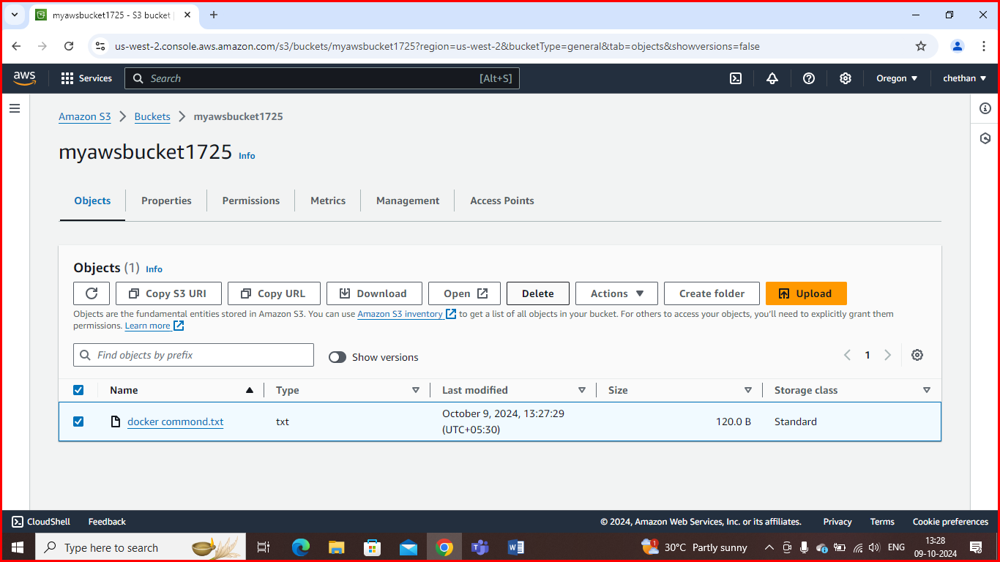 myawsbucket1725 - S3 bucket
us-west-2.console.aws.amazon.com/s3/buckets/myawsbucket1725?region=us-west-2&bucketType=general&tab=objects&showversions=false
aws Services Search [Alt+S] Oregon chethan
Amazon S3 Buckets myawsbucket1725
myawsbucket1725 Info
Objects Properties Permissions Metrics Management Access Points
Objects (1) Info
Copy S3 URI Copy URL Download Open Delete Actions Create folder Upload
Objects are the fundamental entities stored in Amazon S3. You can use Amazon S3 inventory to get a list of all objects in your bucket. For others to access your objects, you'll need to explicitly grant them
permissions. Learn more
Find objects by prefix Show versions 1
Name Type Last modified Size Storage class
docker commond.txt txt October 9, 2024, 13:27:29 (UTC+05:30) 120.0 B Standard
CloudShell Feedback © 2024, Amazon Web Services, Inc. or its affiliates. Privacy Terms Cookie preferences
Type here to search 1 30°C Partly sunny ENG 13:28
09-10-2024